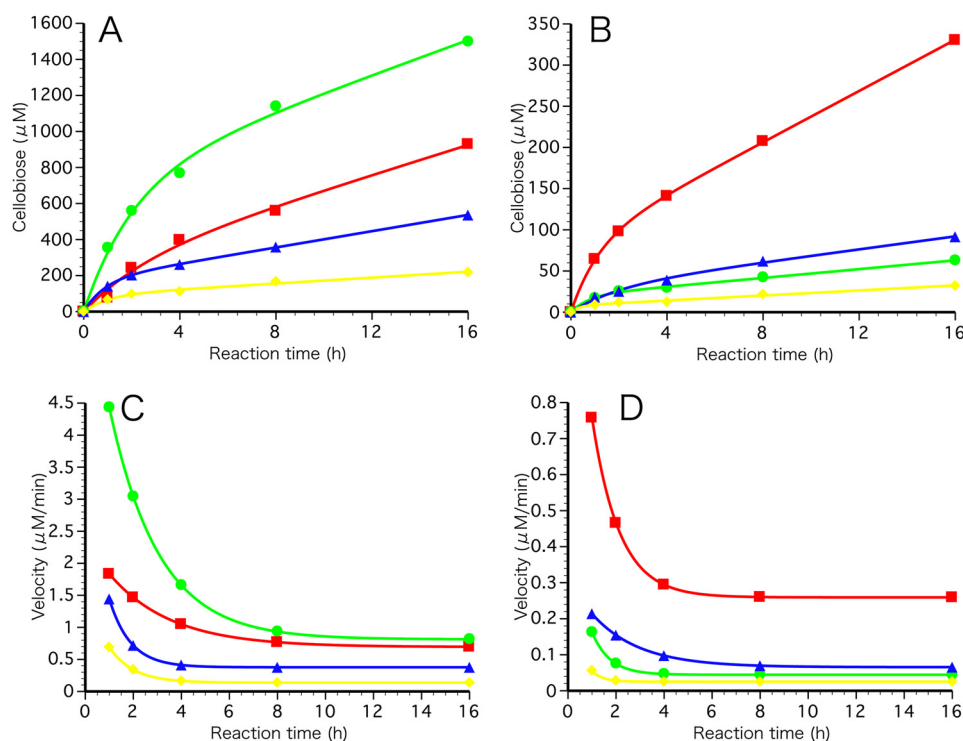 A
Cellobiose (μM)
1600
1400
1200
1000
800
600
400
200
0
0 4 8 12 16
Reaction time (h)
B
Cellobiose (μM)
350
300
250
200
150
100
50
0
0 4 8 12 16
Reaction time (h)
C
Velocity (μM/min)
4.5
4
3.5
3
2.5
2
1.5
1
0.5
0
0 2 4 6 8 10 12 14 16
Reaction time (h)
D
Velocity (μM/min)
0.8
0.7
0.6
0.5
0.4
0.3
0.2
0.1
0
0 2 4 6 8 10 12 14 16
Reaction time (h)